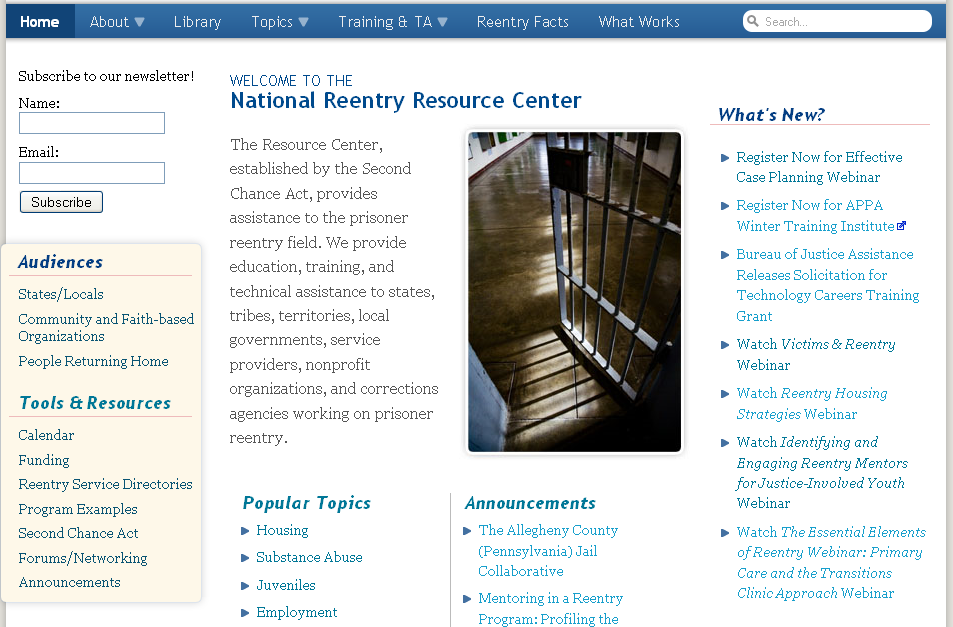 Home About Library Topics Training & TA Reentry Facts What Works Search...
Subscribe to our newsletter!
Name:
Email:
Subscribe
Audiences
States/Locals
Community and Faith-based
Organizations
People Returning Home
Tools & Resources
Calendar
Funding
Reentry Service Directories
Program Examples
Second Chance Act
Forums/Networking
Announcements
WELCOME TO THE
National Reentry Resource Center
The Resource Center,
established by the Second
Chance Act, provides
assistance to the prisoner
reentry field. We provide
education, training, and
technical assistance to states,
tribes, territories, local
governments, service
providers, nonprofit
organizations, and corrections
agencies working on prisoner
reentry.
Popular Topics
Housing
Substance Abuse
Juveniles
Employment
Announcements
The Allegheny County
(Pennsylvania) Jail
Collaborative
Mentoring in a Reentry
Program: Profiling the
What's New?
Register Now for Effective
Case Planning Webinar
Register Now for APPA
Winter Training Institute
Bureau of Justice Assistance
Releases Solicitation for
Technology Careers Training
Grant
Watch Victims & Reentry
Webinar
Watch Reentry Housing
Strategies Webinar
Watch Identifying and
Engaging Reentry Mentors
for Justice-Involved Youth
Webinar
Watch The Essential Elements
of Reentry Webinar: Primary
Care and the Transitions
Clinic Approach Webinar